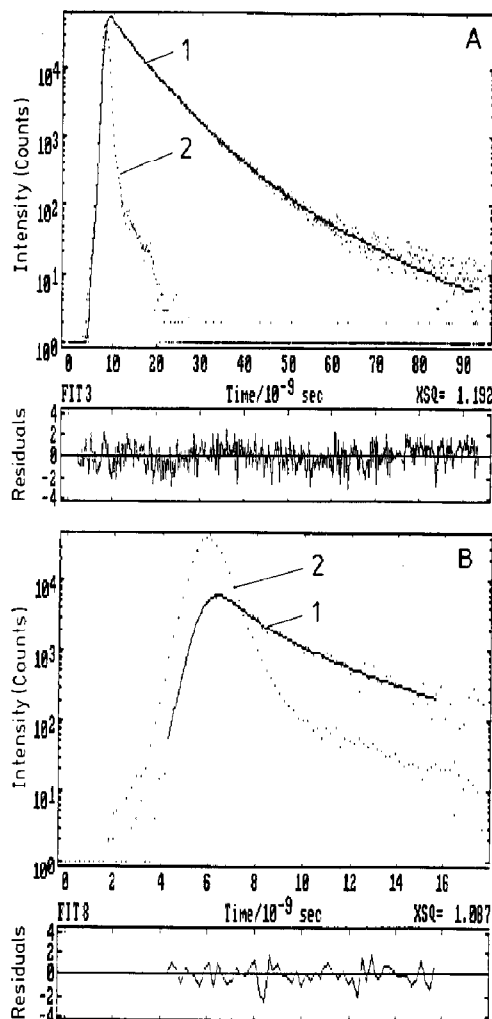 A
1
2
Intensity (Counts)
10⁴
10³
10²
10¹
10⁰
0 10 20 30 40 50 60 70 80 90
FIT3 Time/10⁻⁹ sec XSQ= 1.192
Residuals
4
2
0
-2
-4
B
2
1
Intensity (Counts)
10⁴
10³
10²
10¹
10⁰
0 2 4 6 8 10 12 14 16
FIT8 Time/10⁻⁹ sec XSQ= 1.087
Residuals
4
2
0
-2
-4